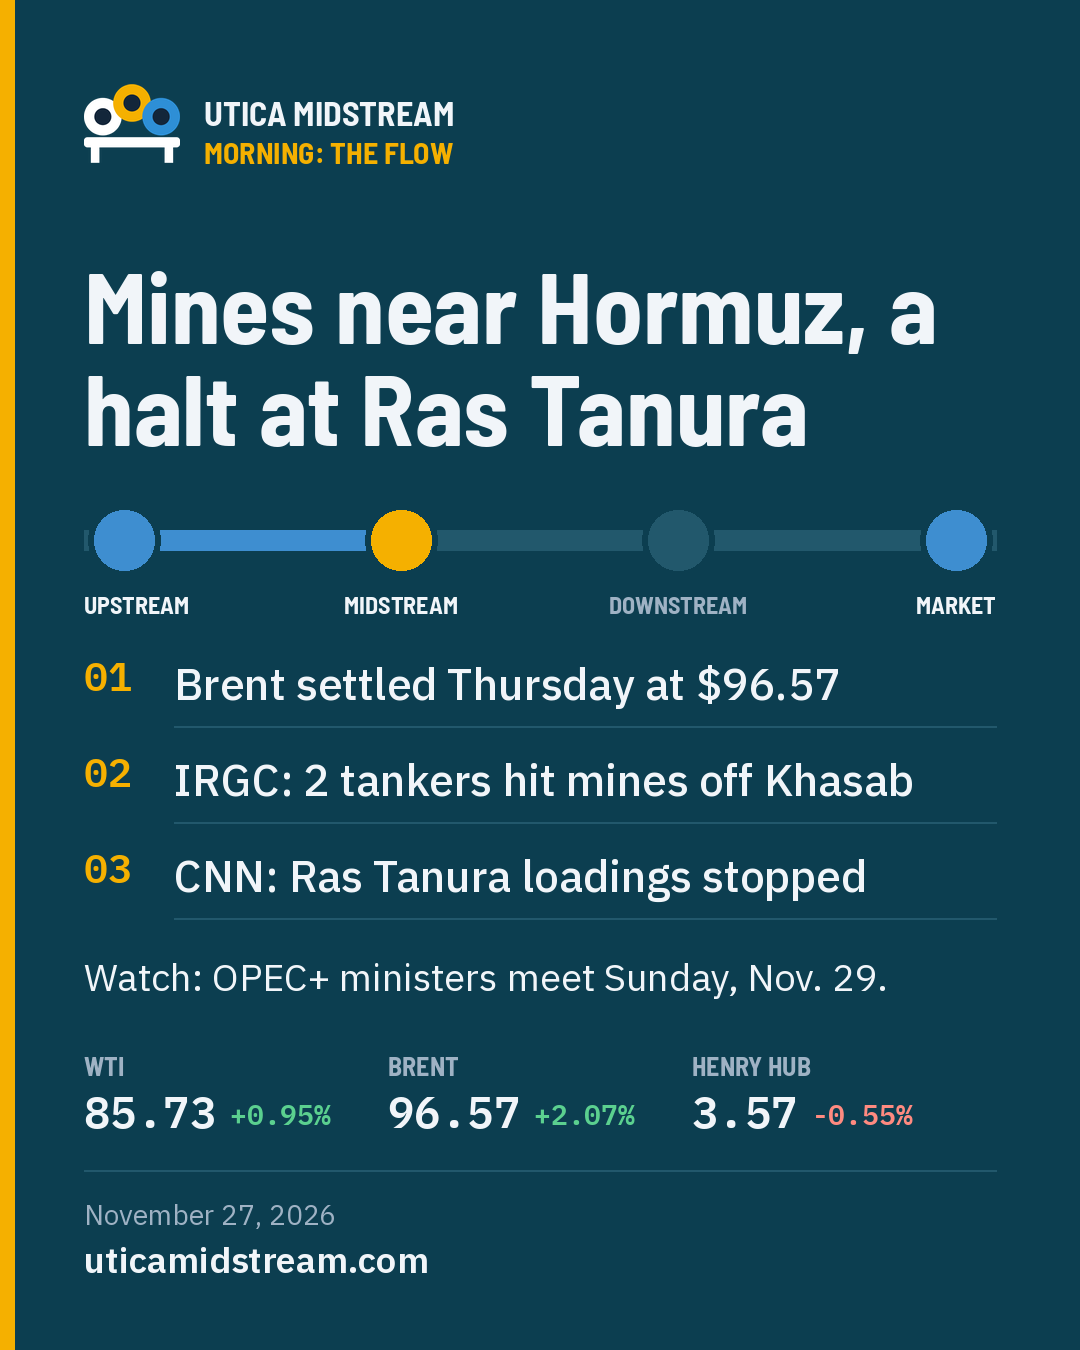 UTICA MIDSTREAM
MORNING: THE FLOW
Mines near Hormuz, a
halt at Ras Tanura
UPSTREAM MIDSTREAM DOWNSTREAM MARKET
01 Brent settled Thursday at $96.57
02 IRGC: 2 tankers hit mines off Khasab
03 CNN: Ras Tanura loadings stopped
Watch: OPEC+ ministers meet Sunday, Nov. 29.
WTI BRENT HENRY HUB
85.73 +0.95% 96.57 +2.07% 3.57 -0.55%
November 27, 2026
uticamidstream.com